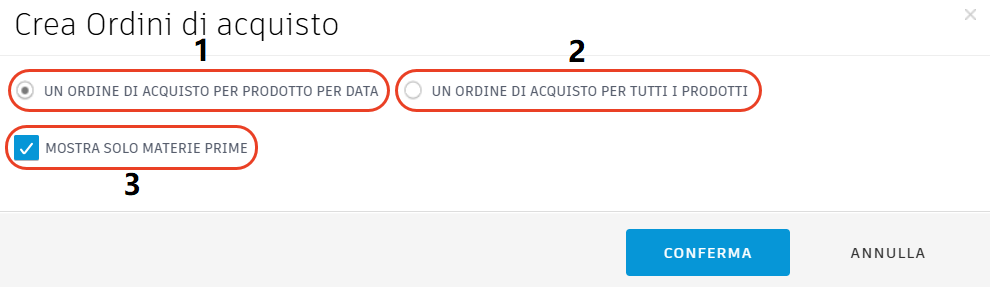 Crea Ordini di acquisto
×
1
2
UN ORDINE DI ACQUISTO PER PRODOTTO PER DATA
UN ORDINE DI ACQUISTO PER TUTTI I PRODOTTI
MOSTRA SOLO MATERIE PRIME
3
CONFERMA
ANNULLA